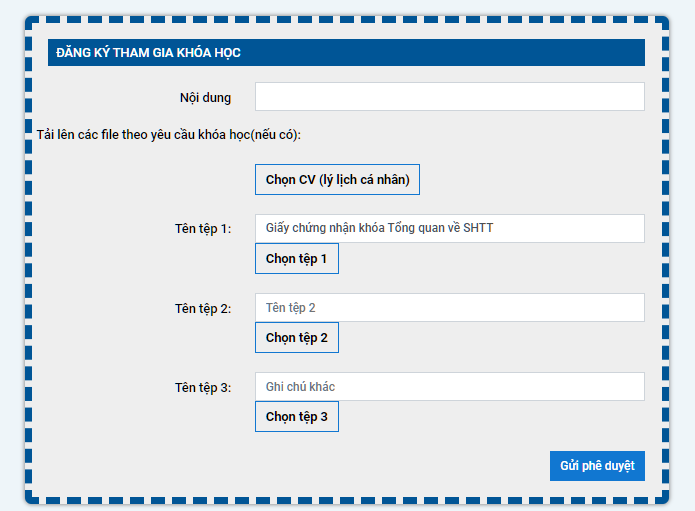 ĐĂNG KÝ THAM GIA KHÓA HỌC
Nội dung
Tải lên các file theo yêu cầu khóa học(nếu có):
Chọn CV (lý lịch cá nhân)
Tên tệp 1:
Giấy chứng nhận khóa Tổng quan về SHTT
Chọn tệp 1
Tên tệp 2:
Tên tệp 2
Chọn tệp 2
Tên tệp 3:
Ghi chú khác
Chọn tệp 3
Gửi phê duyệt